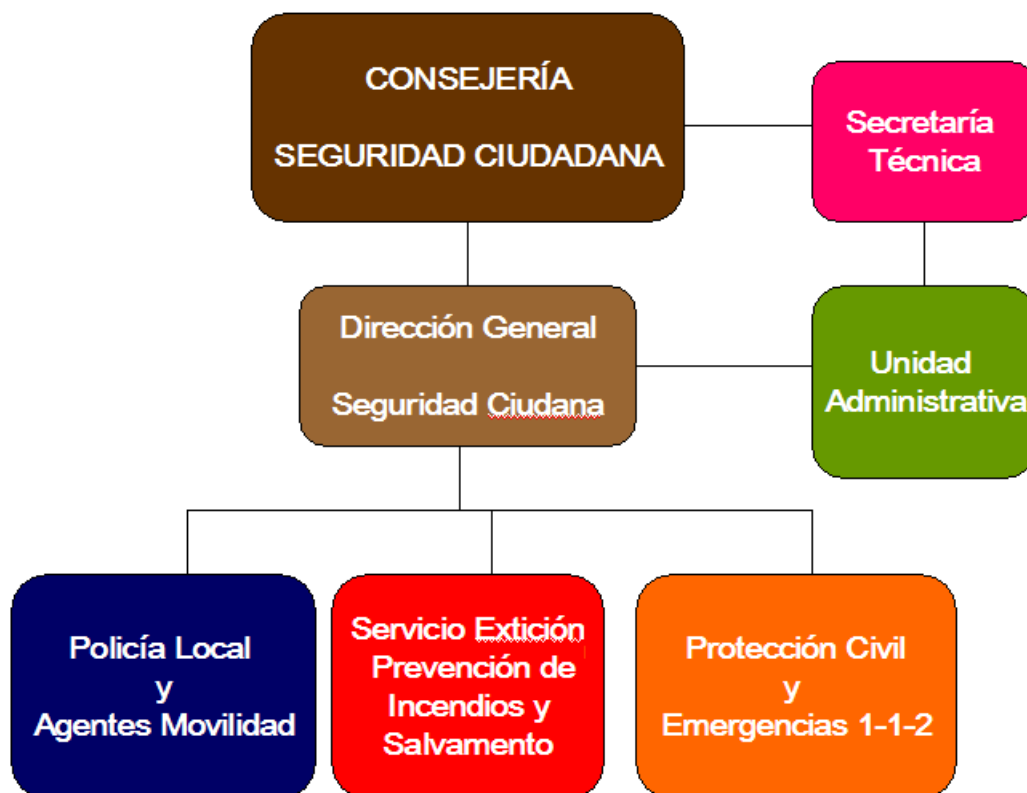 CONSEJERÍA
SEGURIDAD CIUDADANA
Secretaría
Técnica
Dirección General
Seguridad Ciudana
Unidad
Administrativa
Policía Local
y
Agentes Movilidad
Servicio Extición
Prevención de
Incendios y
Salvamento
Protección Civil
y
Emergencias 1-1-2